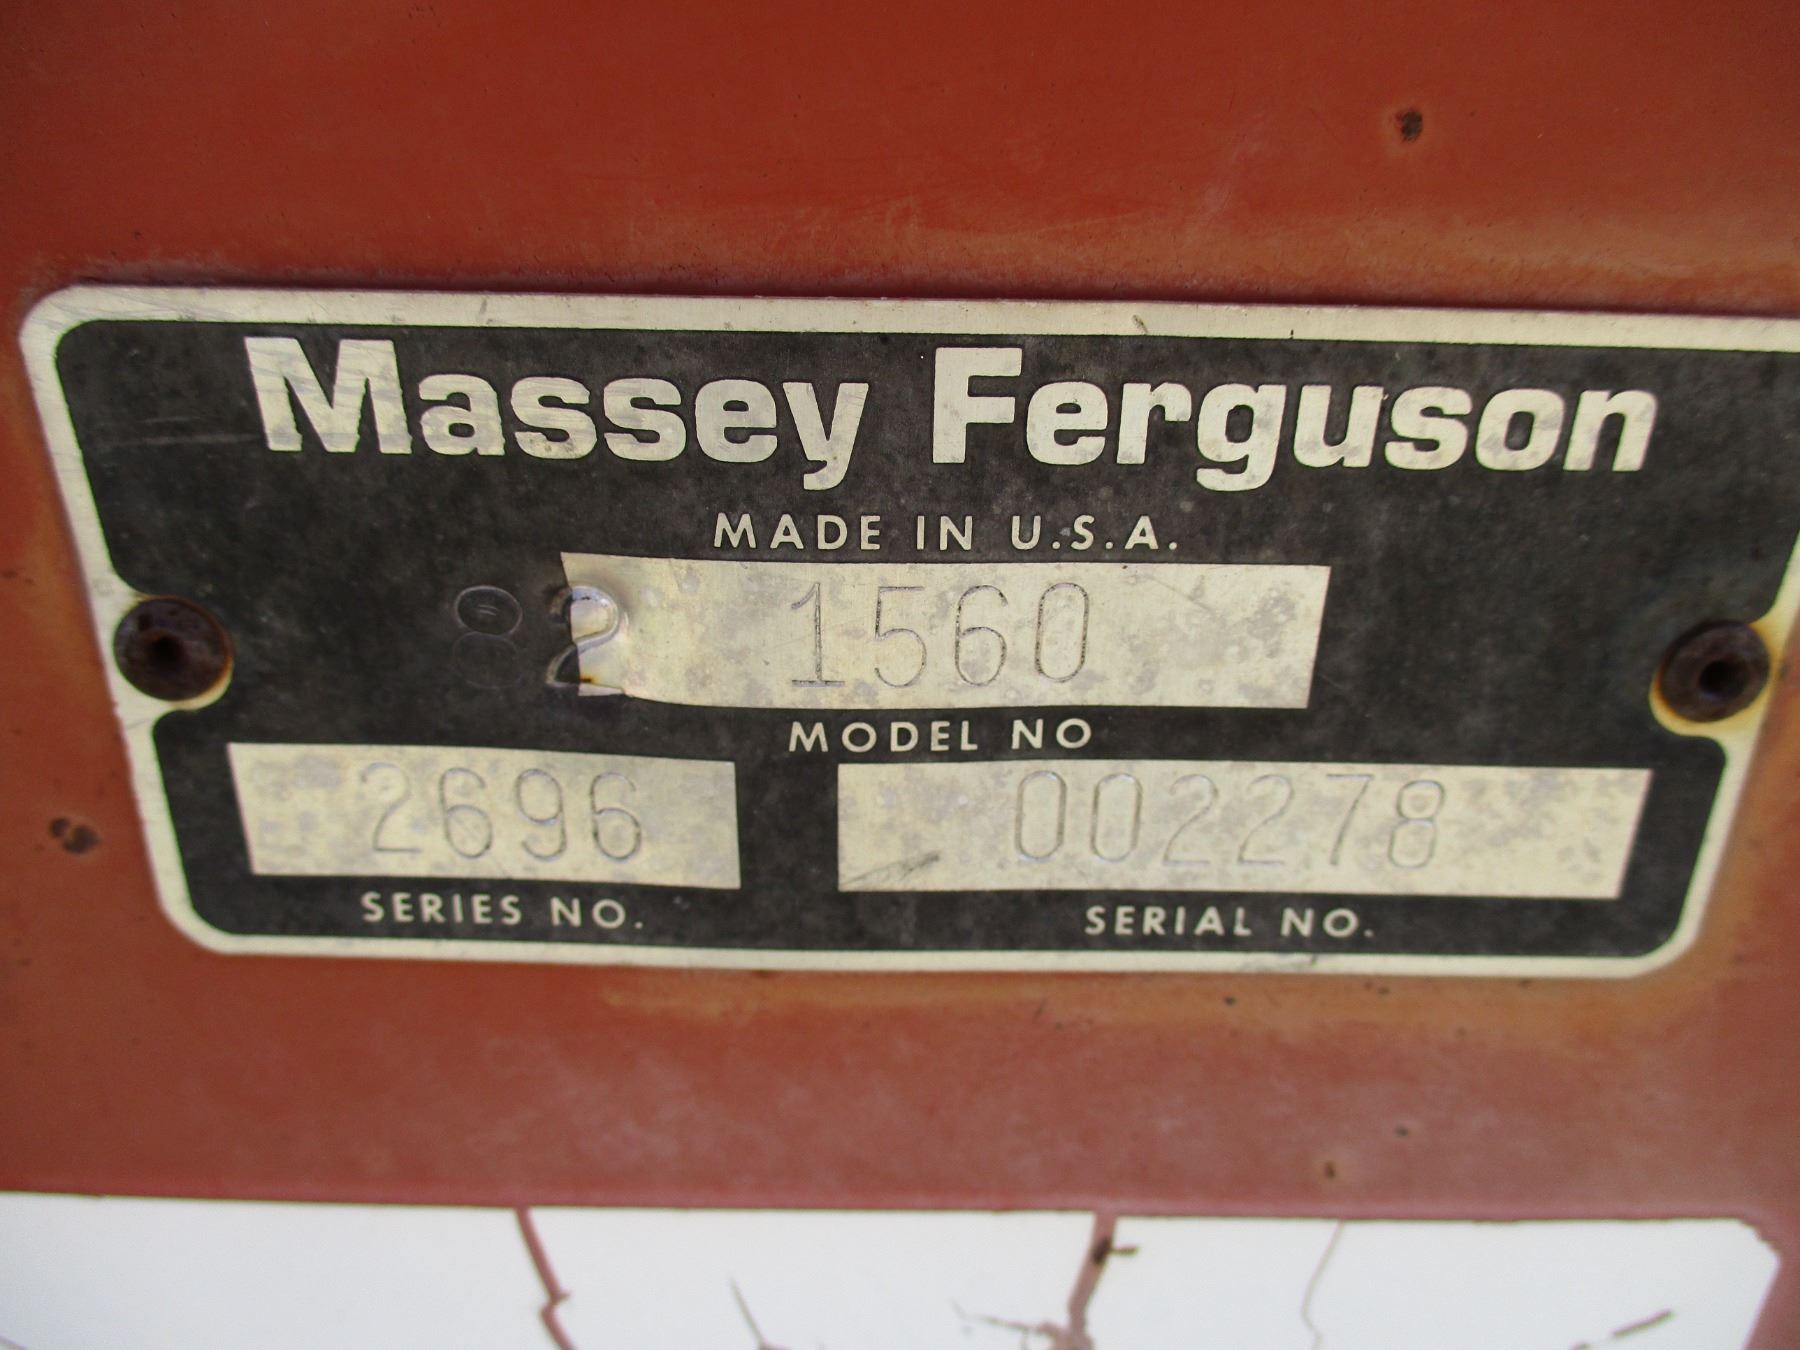 Massey Ferguson
MADE IN U.S.A.
82 1560
MODEL NO
2696 002278
SERIES NO. SERIAL NO.